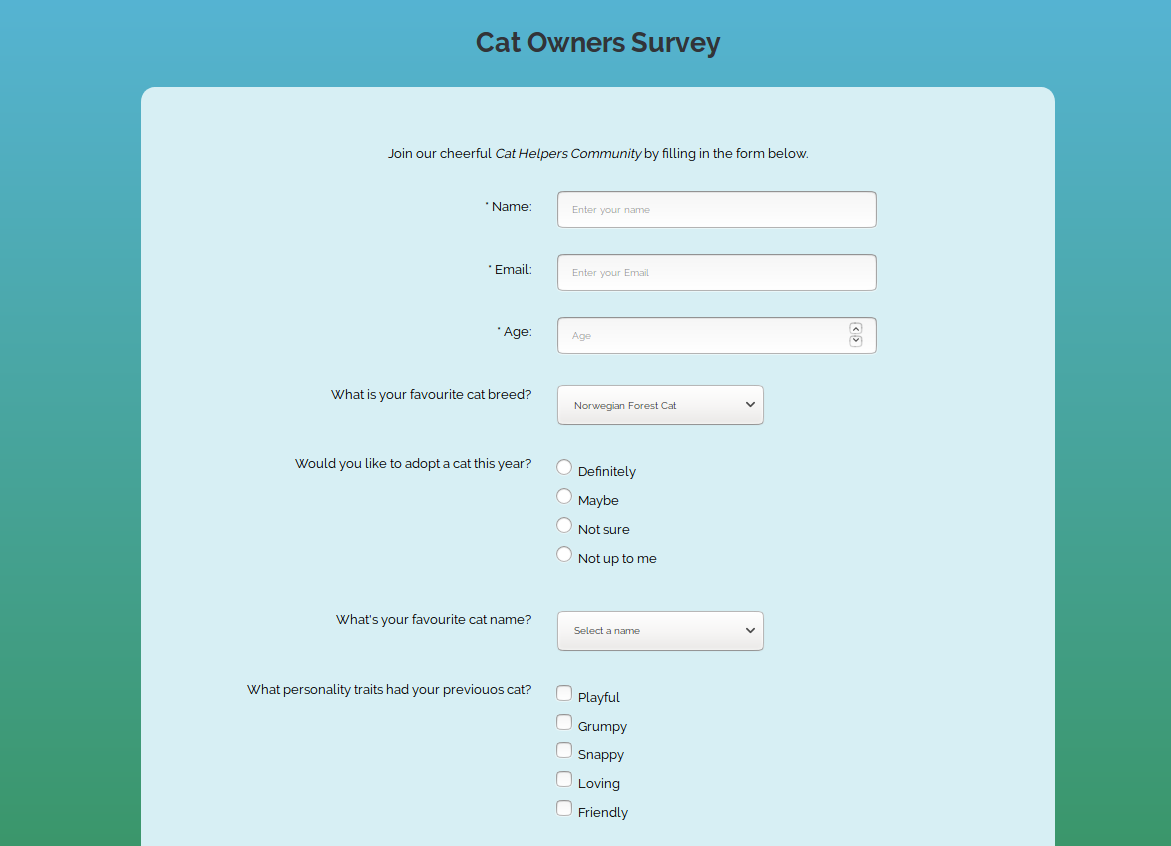 Cat Owners Survey
Join our cheerful Cat Helpers Community by filling in the form below.
* Name: Enter your name
* Email: Enter your Email
* Age: Age
What is your favourite cat breed? Norwegian Forest Cat
Would you like to adopt a cat this year? Definitely
Maybe
Not sure
Not up to me
What's your favourite cat name? Select a name
What personality traits had your previouos cat? Playful
Grumpy
Snappy
Loving
Friendly